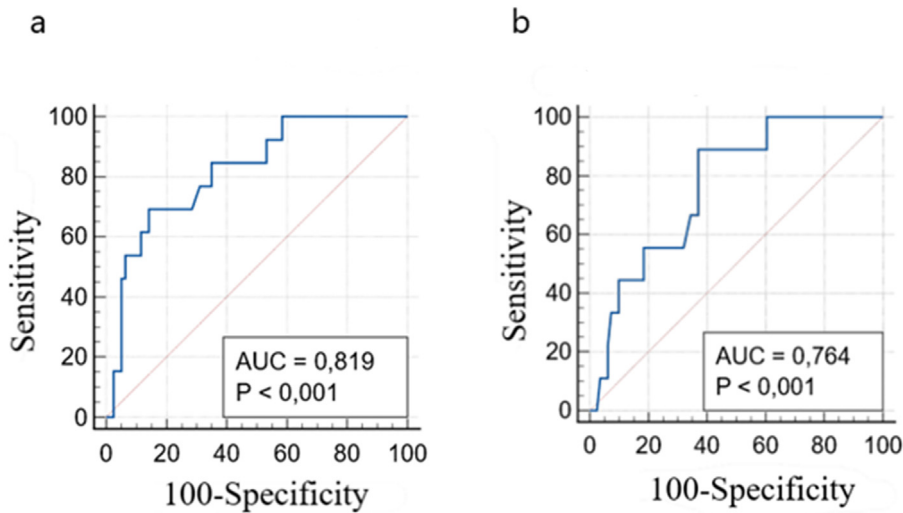 a
b
100
80
60
40
20
0
Sensitivity
AUC = 0,819
P < 0,001
0 20 40 60 80 100
100-Specificity
100
80
60
40
20
0
Sensitivity
AUC = 0,764
P < 0,001
0 20 40 60 80 100
100-Specificity